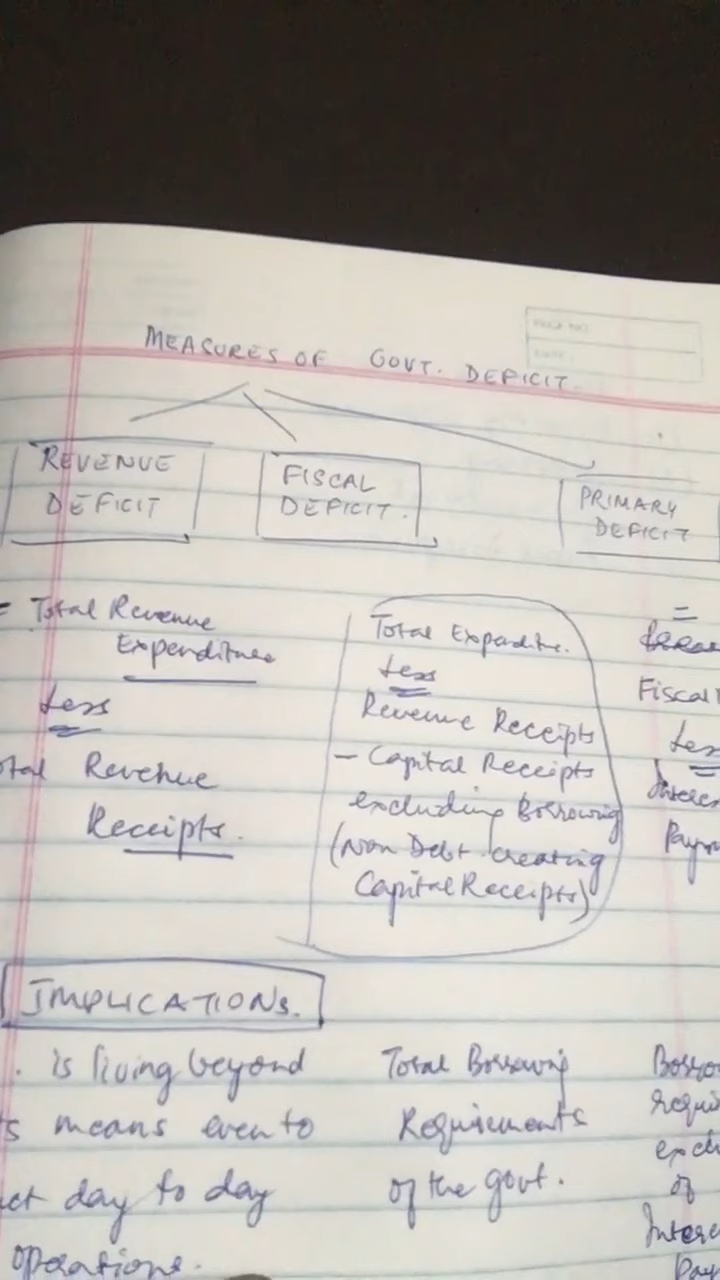 MEASURES OF GOVT. DEFICIT.
REVENUE
DEFICIT
FISCAL
DEFICIT.
PRIMARY
DEFICIT
= Total Revenue
Expenditure
Less
Revenue
Receipts.
Total Expenditure.
Less
Revenue Receipts
- Capital Receipts
excluding Borrowing
(Non Debt creating
Capital Receipts)
=
Fiscal
Less
IMPLICATIONS.
. is living beyond
means even to
day to day
operations.
Total Borrowing
Requirements
of the govt.
of